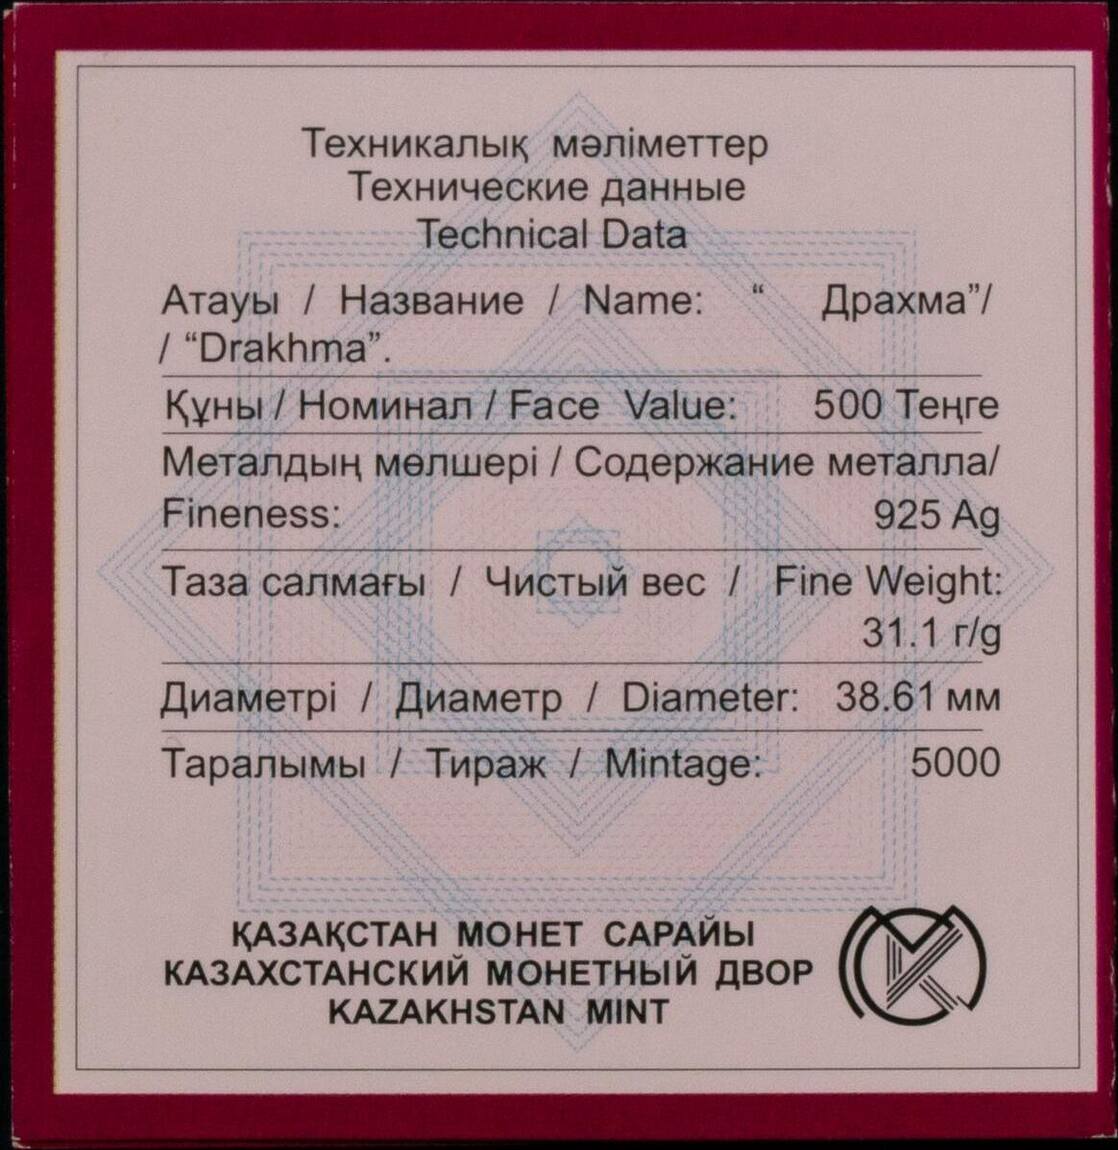 Техникалық мәліметтер
Технические данные
Technical Data
Атауы / Название / Name: “ Драхма”/
/ “Drakhma”.
Құны / Номинал / Face Value: 500 Теңге
Металдың мөлшері / Содержание металла/
Fineness: 925 Ag
Таза салмағы / Чистый вес / Fine Weight:
31.1 г/g
Диаметрі / Диаметр / Diameter: 38.61 мм
Таралымы / Тираж / Mintage: 5000
ҚАЗАҚСТАН МОНЕТ САРАЙЫ
КАЗАХСТАНСКИЙ МОНЕТНЫЙ ДВОР
KAZAKHSTAN MINT